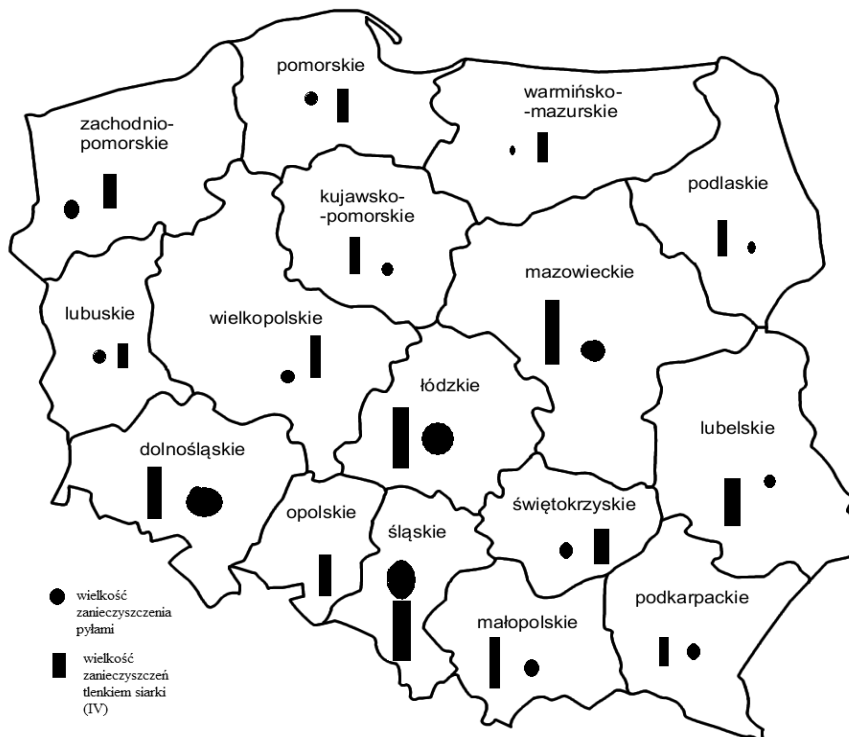 pomorskie
warmińsko-
-mazurskie
zachodnio-
pomorskie
podlaskie
kujawsko-
-pomorskie
mazowieckie
lubuskie
wielkopolskie
łódzkie
lubelskie
dolnośląskie
opolskie
śląskie
świętokrzyskie
małopolskie
podkarpackie
wielkość
zanieczyszczenia
pyłami
wielkość
zanieczyszczeń
tlenkiem siarki
(IV)